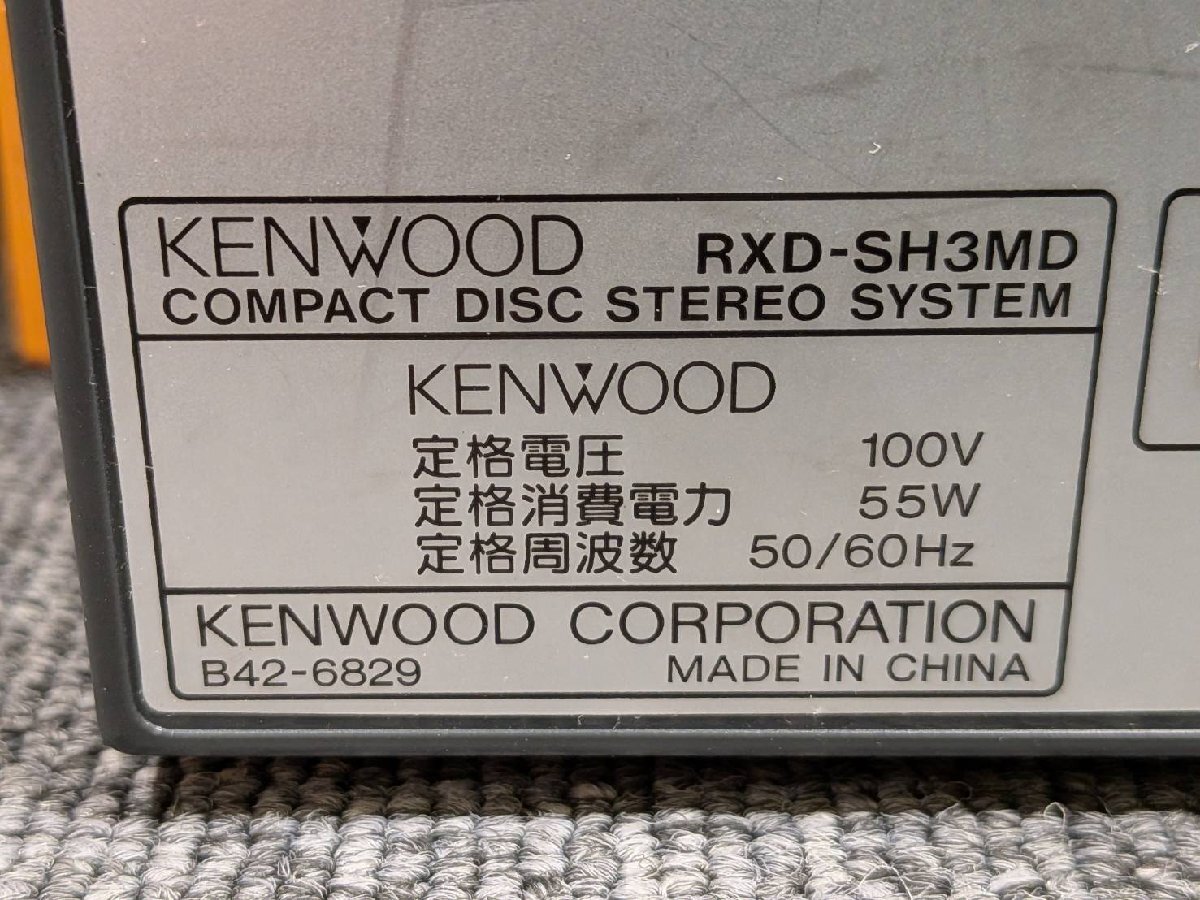 KENWOOD RXD-SH3MD
COMPACT DISC STEREO SYSTEM
KENWOOD
定格電圧 100V
定格消費電力 55W
定格周波数 50/60Hz
KENWOOD CORPORATION
B42-6829 MADE IN CHINA